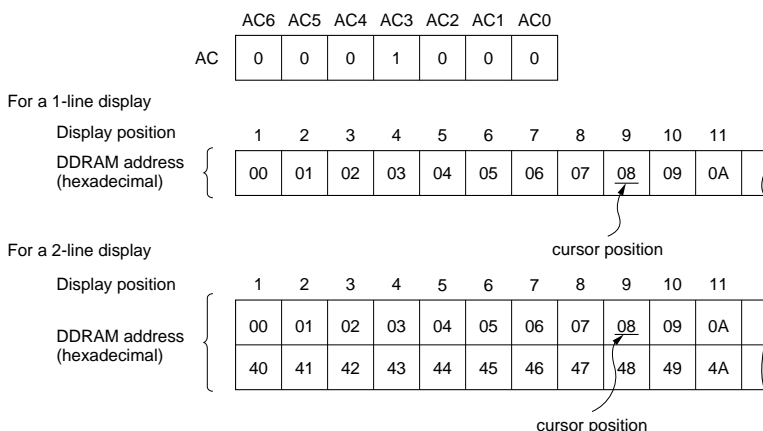 AC6 AC5 AC4 AC3 AC2 AC1 AC0
AC 0 0 0 1 0 0 0
For a 1-line display
Display position 1 2 3 4 5 6 7 8 9 10 11
DDRAM address
(hexadecimal)
00 01 02 03 04 05 06 07 08 09 0A
cursor position
For a 2-line display
Display position 1 2 3 4 5 6 7 8 9 10 11
DDRAM address
(hexadecimal)
00 01 02 03 04 05 06 07 08 09 0A
40 41 42 43 44 45 46 47 48 49 4A
cursor position